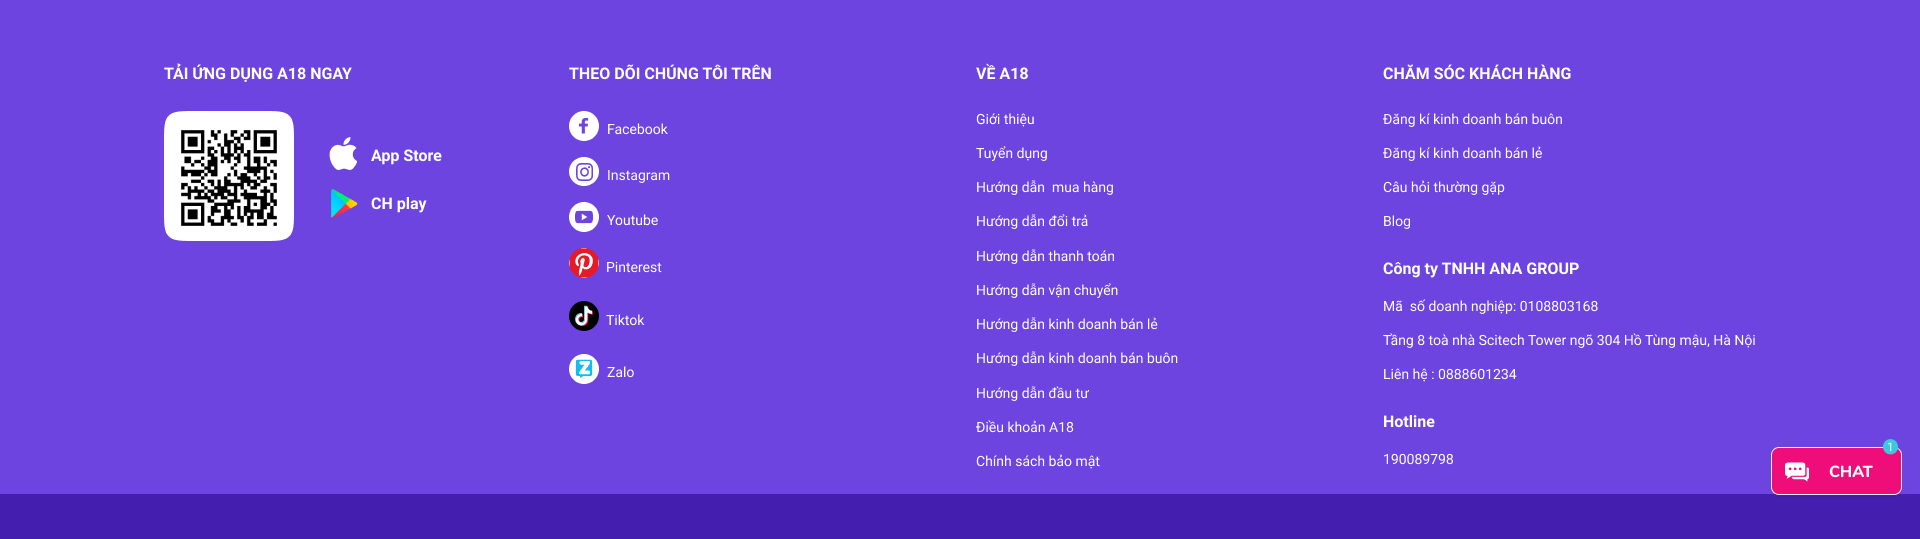 TẢI ỨNG DỤNG A18 NGAY
App Store
CH play
THEO DÕI CHÚNG TÔI TRÊN
Facebook
Instagram
Youtube
Pinterest
Tiktok
Zalo
VỀ A18
Giới thiệu
Tuyển dụng
Hướng dẫn  mua hàng
Hướng dẫn đổi trả
Hướng dẫn thanh toán
Hướng dẫn vận chuyển
Hướng dẫn kinh doanh bán lẻ
Hướng dẫn kinh doanh bán buôn
Hướng dẫn đầu tư
Điều khoản A18
Chính sách bảo mật
CHĂM SÓC KHÁCH HÀNG
Đăng kí kinh doanh bán buôn
Đăng kí kinh doanh bán lẻ
Câu hỏi thường gặp
Blog
Công ty TNHH ANA GROUP
Mã  số doanh nghiệp: 0108803168
Tầng 8 toà nhà Scitech Tower ngõ 304 Hồ Tùng mậu, Hà Nội
Liên hệ : 0888601234
Hotline
190089798
1
CHAT